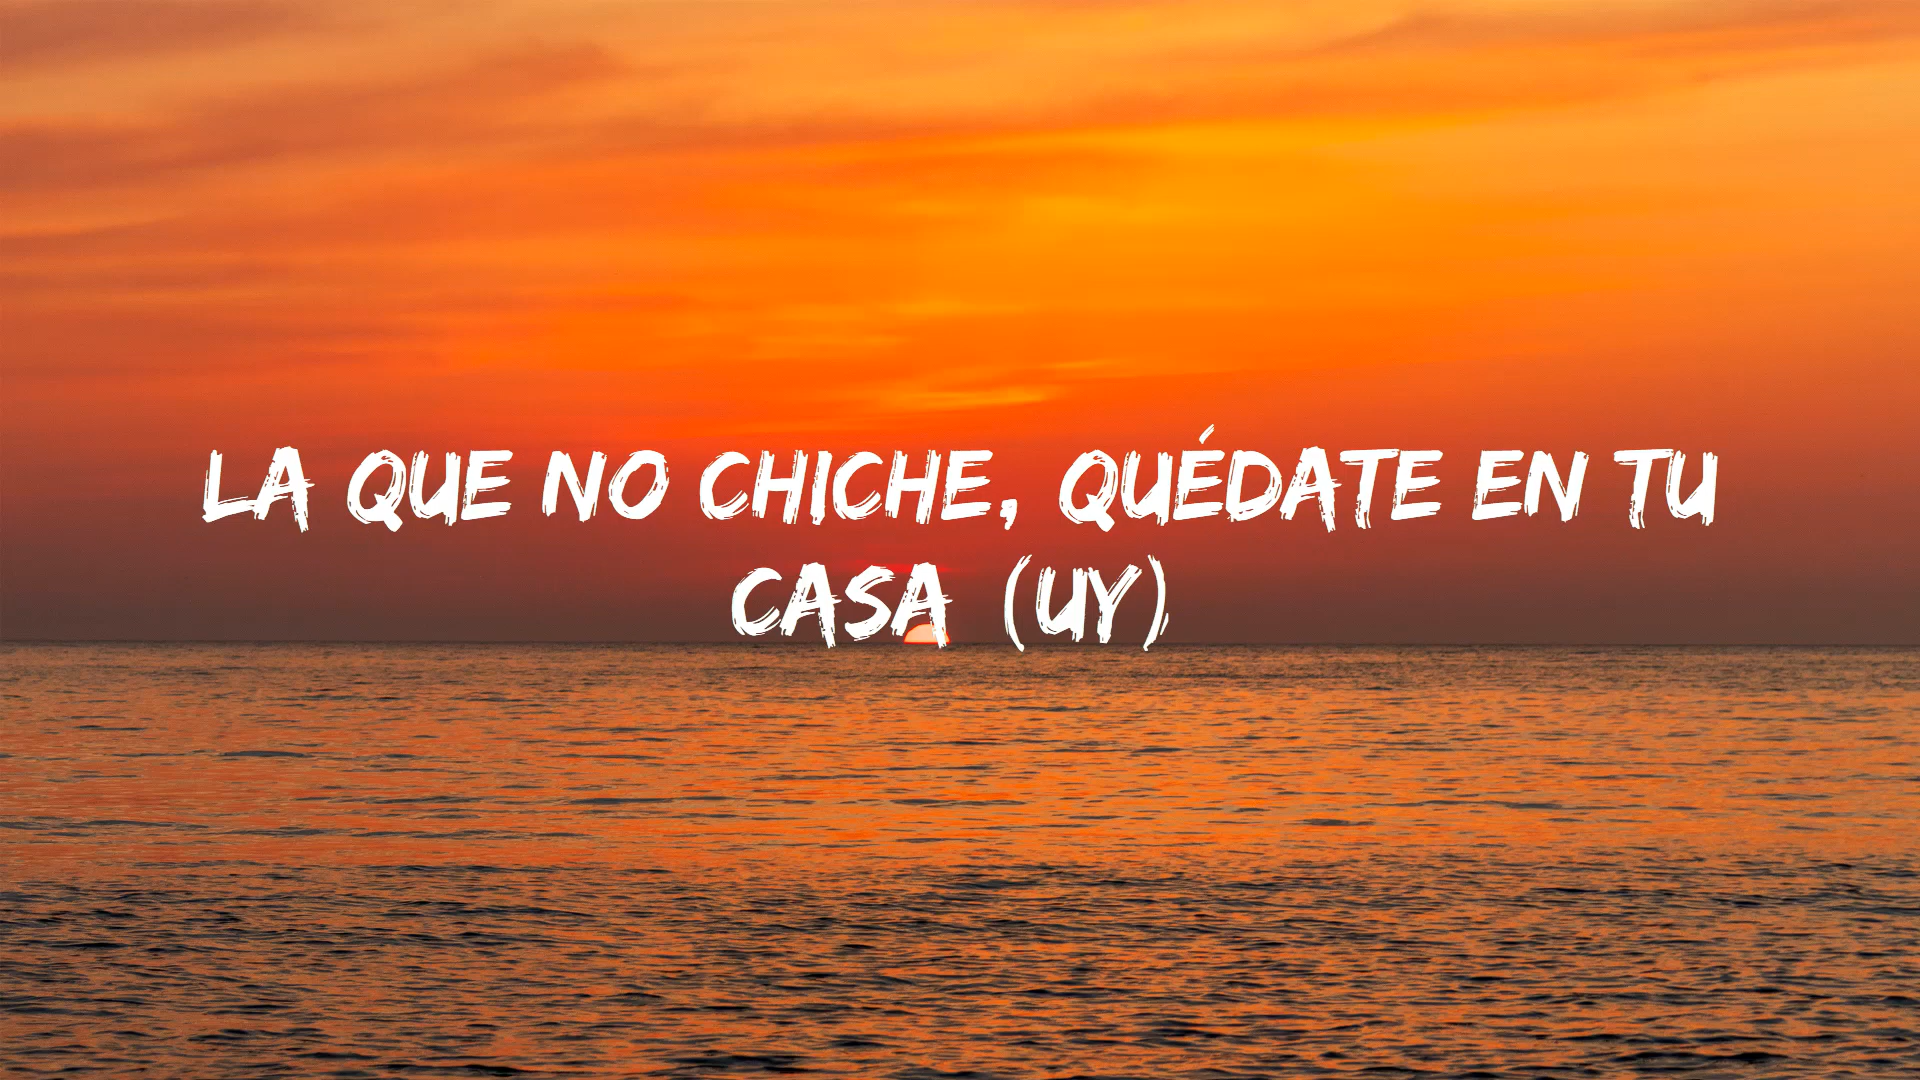 LA QUE NO CHICHE, QUÉDATE EN TU
CASA (UY)